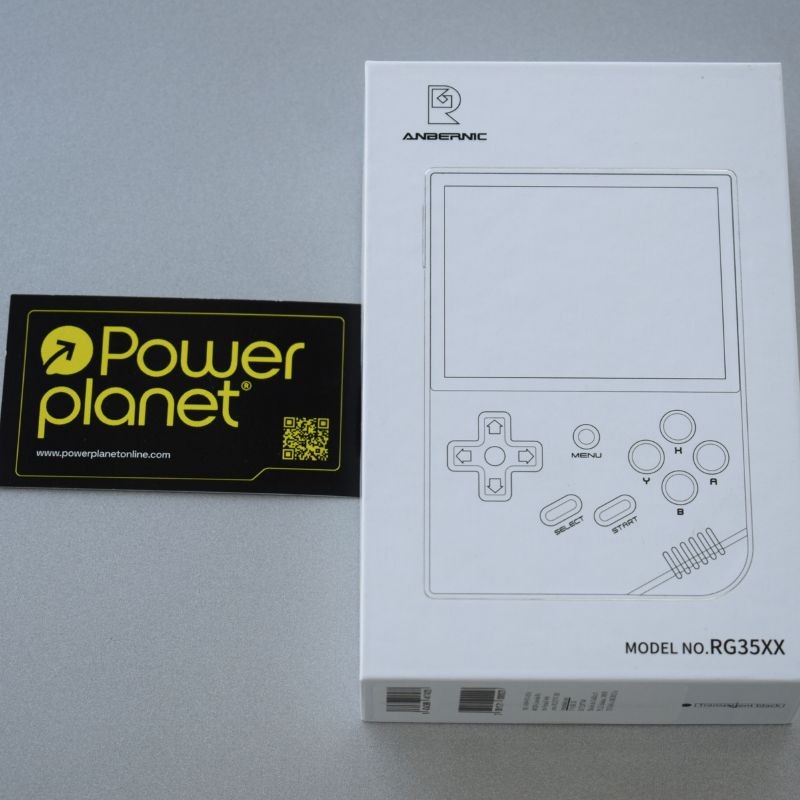 Power
planet®
www.powerplanetonline.com
ANBERNIC
MENU
X
Y
A
B
SELECT
START
MODEL NO.RG35XX